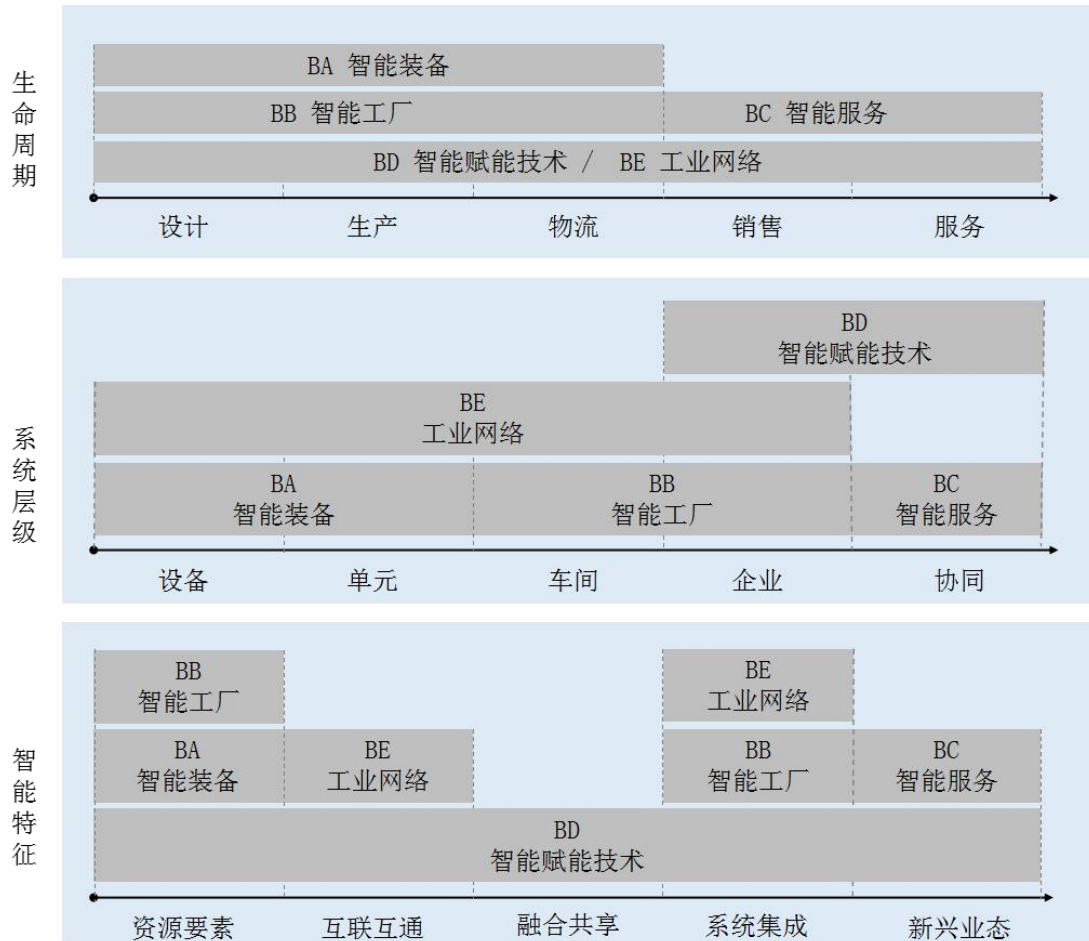 生命周期
BA 智能装备
BB 智能工厂
BC 智能服务
BD 智能赋能技术 / BE 工业网络
设计
生产
物流
销售
服务
系统层级
BD
智能赋能技术
BE
工业网络
BA
智能装备
BB
智能工厂
BC
智能服务
设备
单元
车间
企业
协同
智能特征
BB
智能工厂
BE
工业网络
BA
智能装备
BE
工业网络
BB
智能工厂
BC
智能服务
BD
智能赋能技术
资源要素
互联互通
融合共享
系统集成
新兴业态